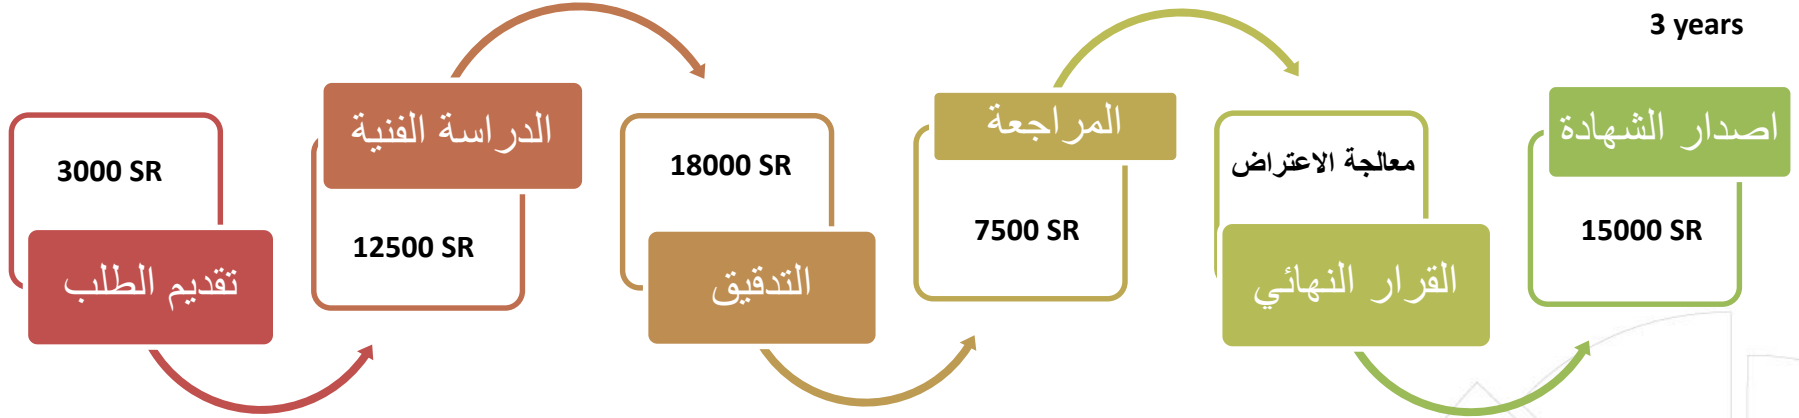 3000 SR
تقديم الطلب
الدراسة الفنية
12500 SR
18000 SR
التدقيق
المراجعة
7500 SR
معالجة الاعتراض
القرار النهائي
3 years
اصدار الشهادة
15000 SR